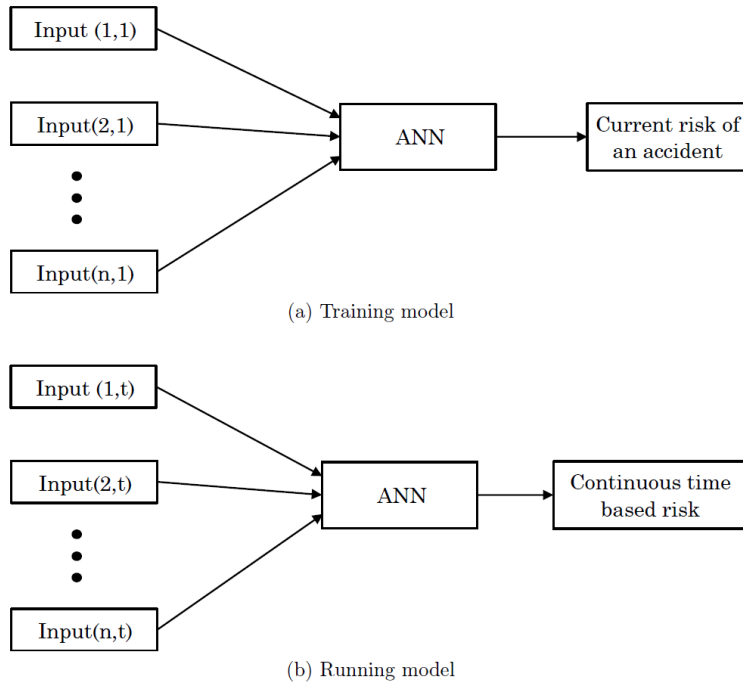 Input (1,1)
Input(2,1)
Input(n,1)
ANN
Current risk of
an accident
(a) Training model
Input (1,t)
Input(2,t)
Input(n,t)
ANN
Continuous time
based risk
(b) Running model